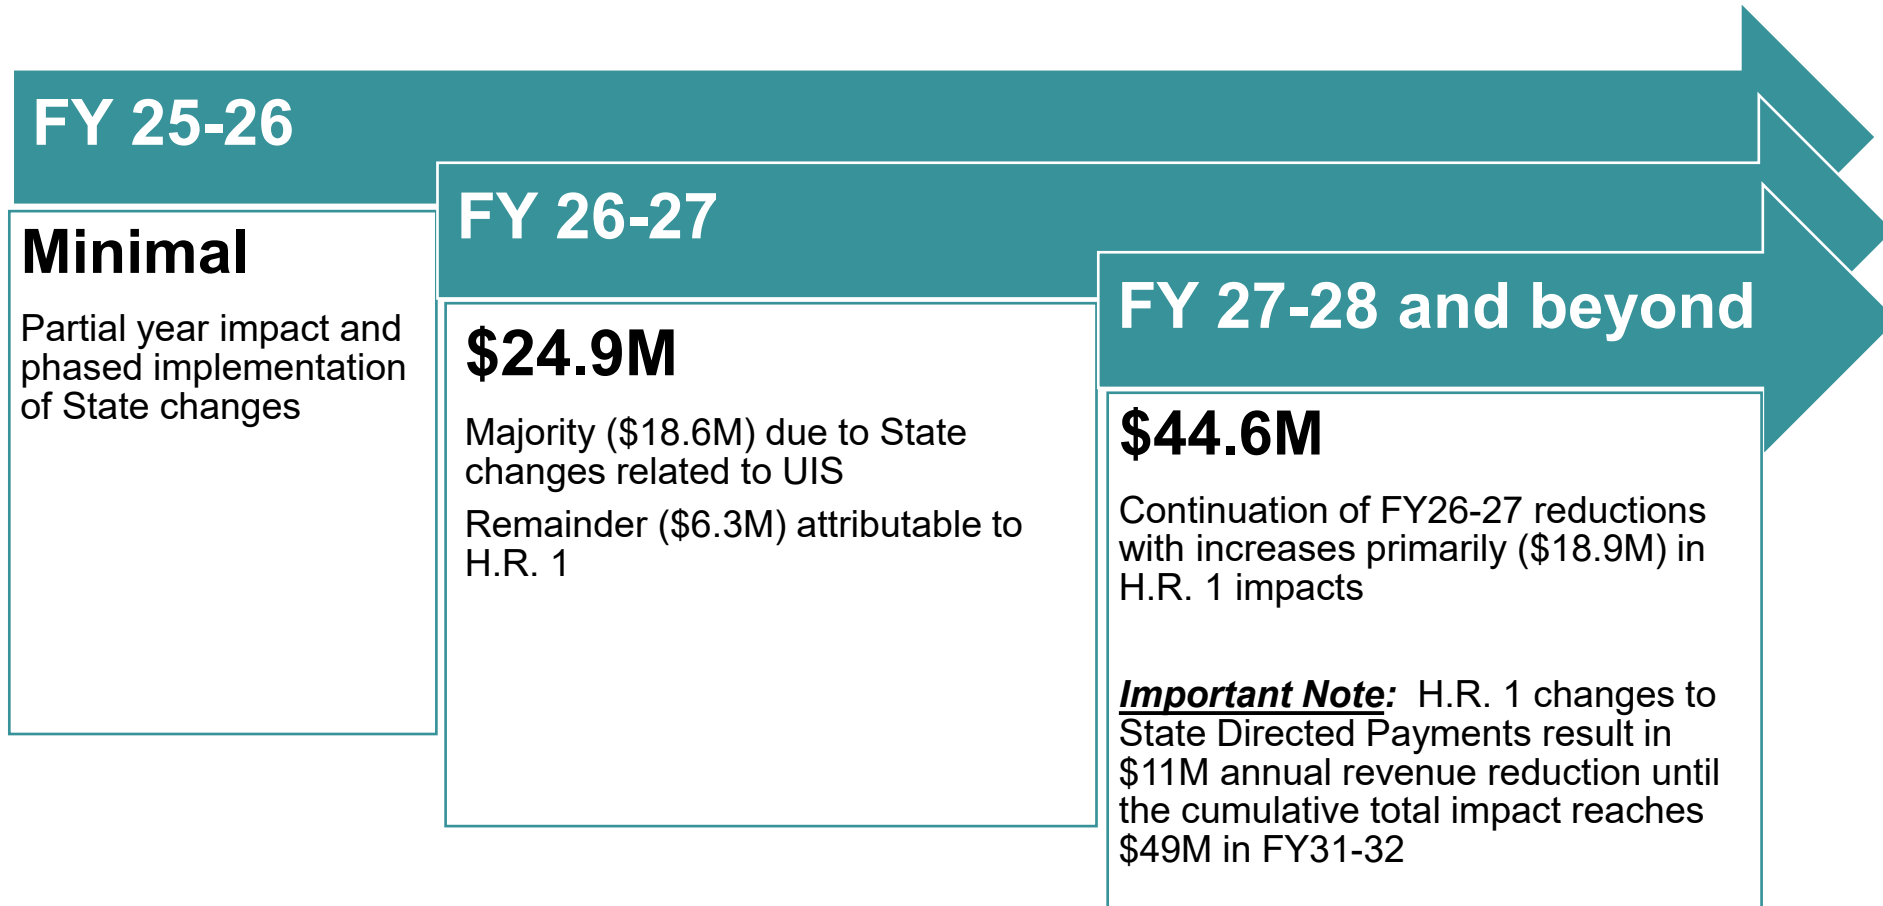 FY 25-26
Minimal
Partial year impact and
phased implementation
of State changes
FY 26-27
$24.9M
Majority ($18.6M) due to State
changes related to UIS
Remainder ($6.3M) attributable to
H.R. 1
FY 27-28 and beyond
$44.6M
Continuation of FY26-27 reductions
with increases primarily ($18.9M) in
H.R. 1 impacts
Important Note:  H.R. 1 changes to
State Directed Payments result in
$11M annual revenue reduction until
the cumulative total impact reaches
$49M in FY31-32